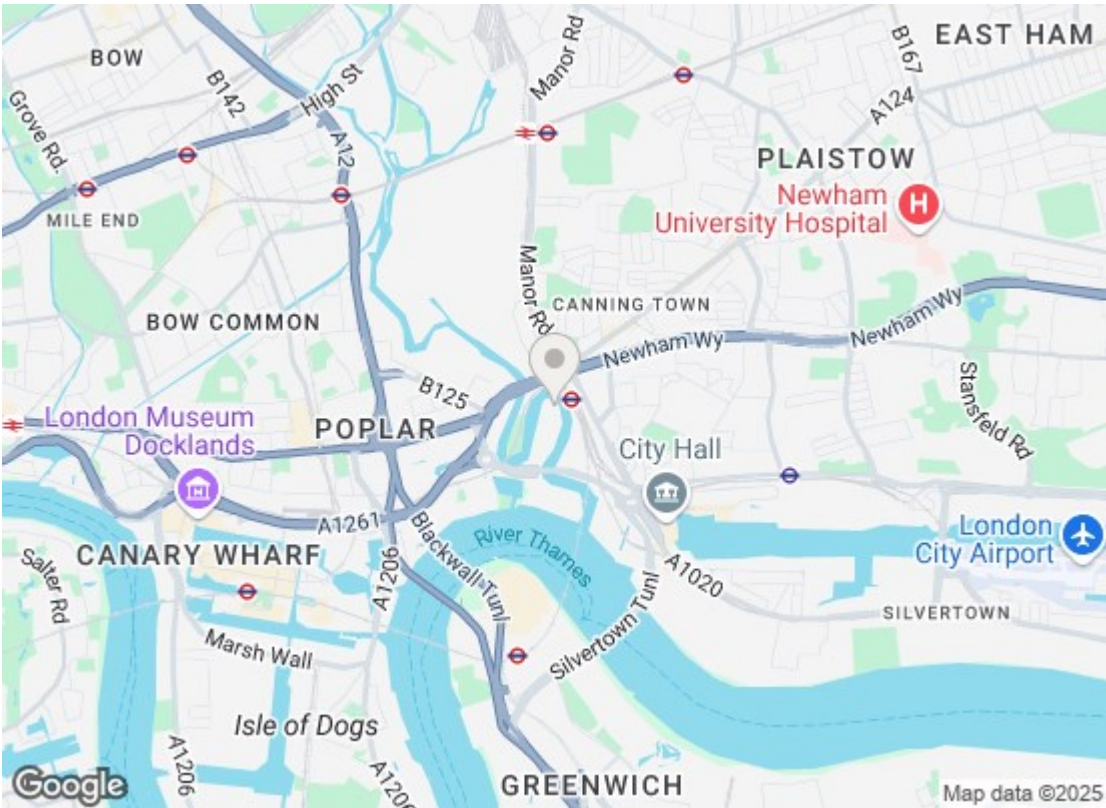 EAST HAM
Manor Rd
BOW
B167
B142
High St
A124
Grove Rd.
A12
PLAISTOW
Newham
University Hospital
H
MILE END
Manor Rd
CANNING TOWN
Newham Wy
BOW COMMON
Newham Wy
B125
Stansfeld Rd
London Museum
Docklands
POPLAR
City Hall
A1261
London
City Airport
River Thames
Blackwall Tunl
CANARY WHARF
A1206
A1020
Salter Rd
SILVERTOWN
Silvertown Tunl
Marsh Wall
Isle of Dogs
A1206
A1206
GREENWICH
Google
Map data ©2025